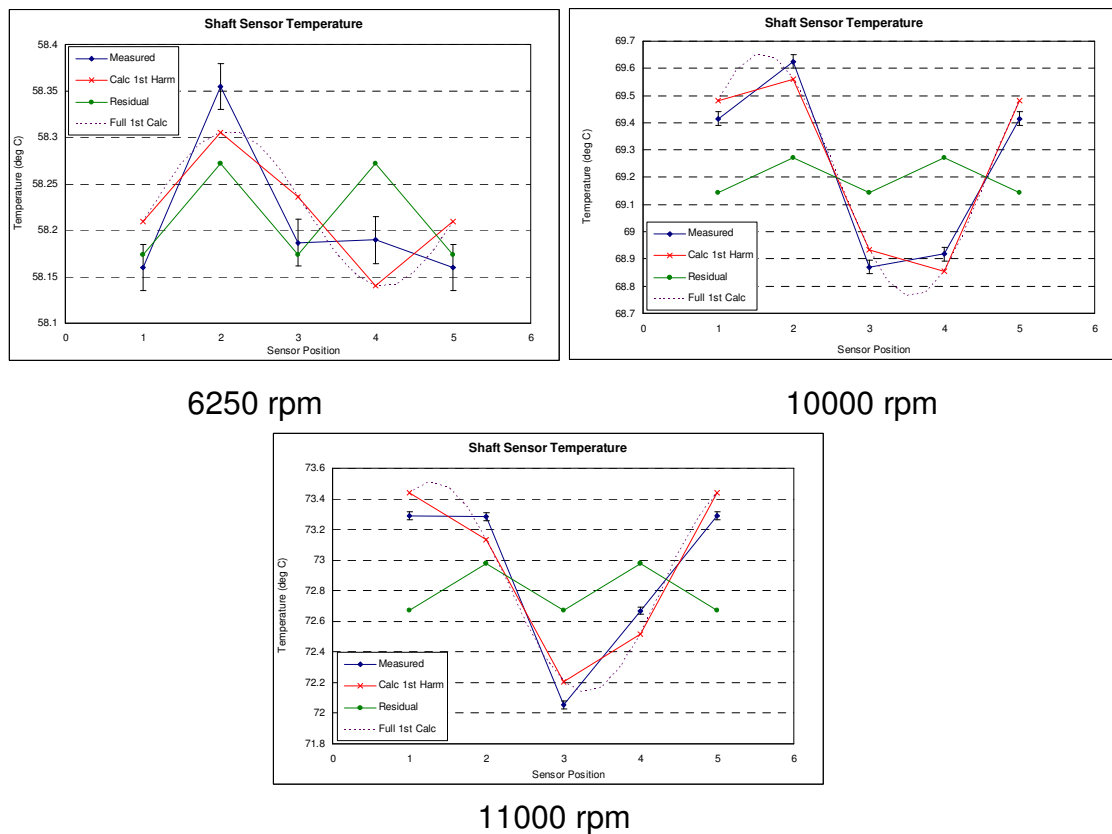 Shaft Sensor Temperature
58.4
58.35
58.3
58.25
58.2
58.15
58.1
Temperature (deg C)
Measured
Calc 1st Harm
Residual
Full 1st Calc
0 1 2 3 4 5 6
Sensor Position
6250 rpm
Shaft Sensor Temperature
69.7
69.6
69.5
69.4
69.3
69.2
69.1
69
68.9
68.8
68.7
Temperature (deg C)
Measured
Calc 1st Harm
Residual
Full 1st Calc
0 1 2 3 4 5 6
Sensor Position
10000 rpm
Shaft Sensor Temperature
73.6
73.4
73.2
73
72.8
72.6
72.4
72.2
72
71.8
Temperature (deg C)
Measured
Calc 1st Harm
Residual
Full 1st Calc
0 1 2 3 4 5 6
Sensor Position
11000 rpm